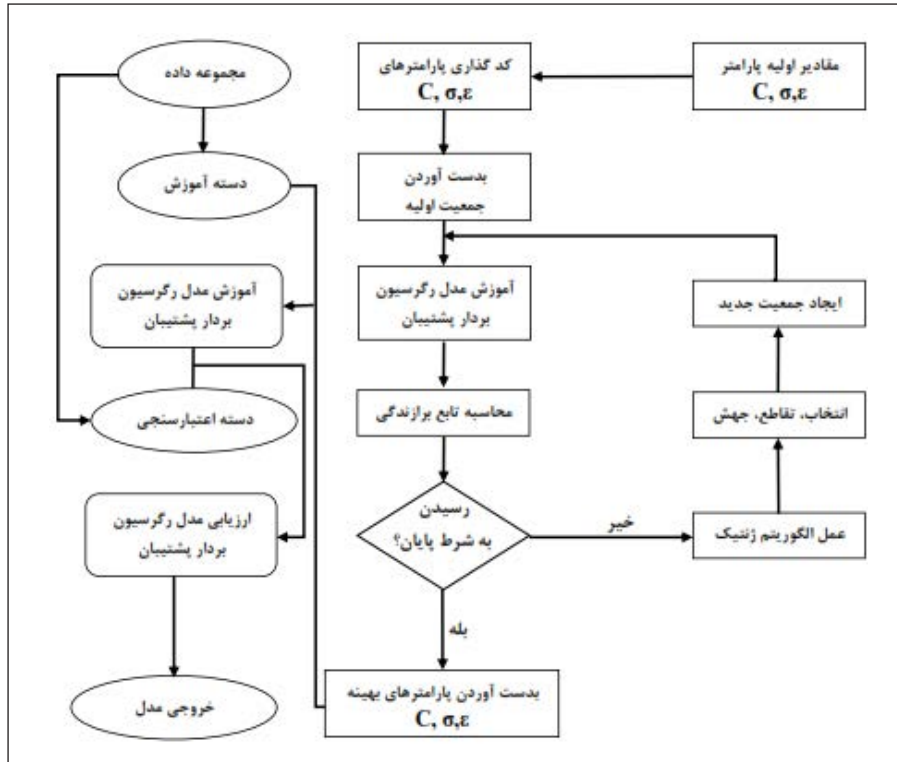 مجموعه داده
دسته آموزش
آموزش مدل رگرسیون
بردار پشتیبان
دسته اعتبارسنجی
ارزیابی مدل رگرسیون
بردار پشتیبان
خروجی مدل
مقادیر اولیه پارامتر
C, σ,ε
کد گذاری پارامترهای
C, σ,ε
بدست آوردن
جمعیت اولیه
آموزش مدل رگرسیون
بردار پشتیبان
محاسبه تابع برازندگی
رسیدن
به شرط پایان؟
خیر
عمل الگوریتم ژنتیک
انتخاب، تقاطع، جهش
ایجاد جمعیت جدید
بله
بدست آوردن پارامترهای بهینه
C, σ,ε